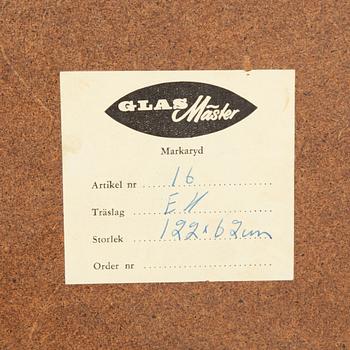 GLAS Mäster
Markaryd
Artikel nr 16
Träslag EK
Storlek 122x62cm
Order nr